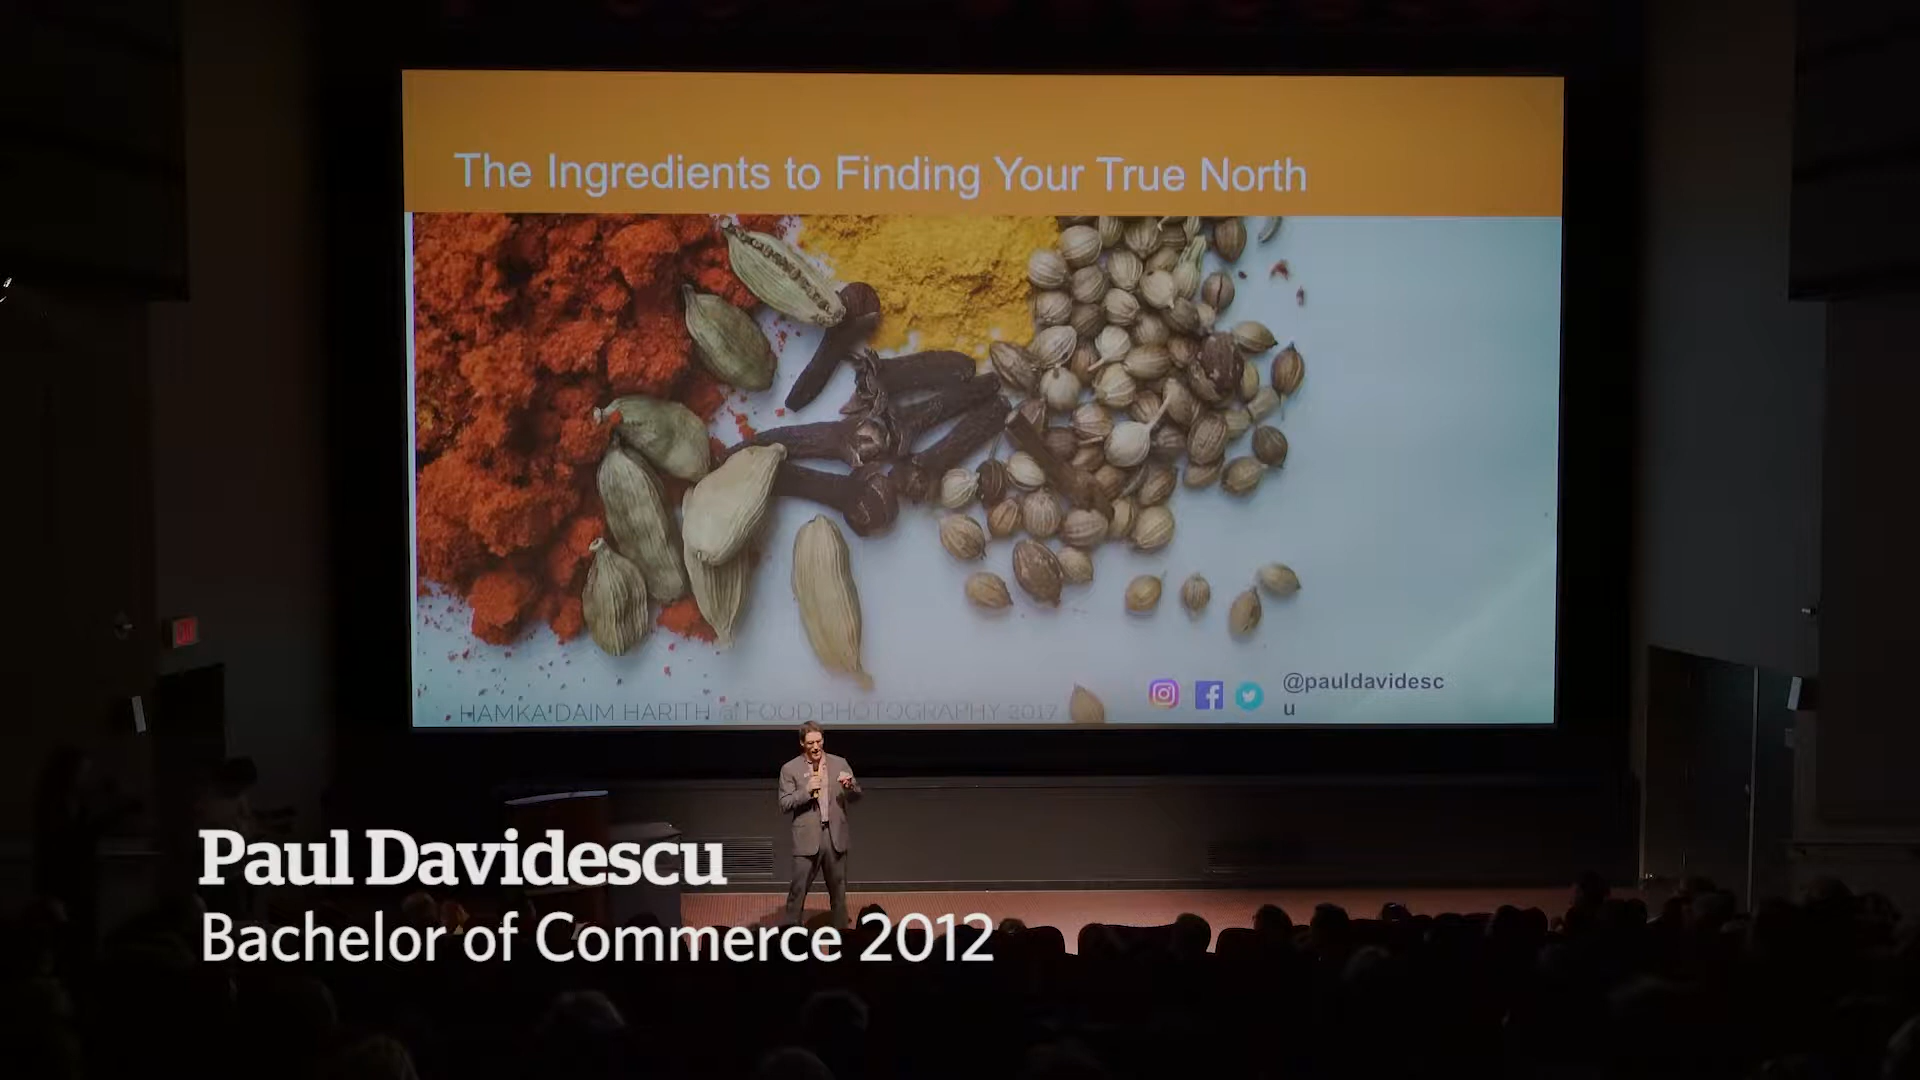 The Ingredients to Finding Your True North
@pauldavidesc
u
HAMKA'DAIM HARITH @ FOOD PHOTOGRAPHY 2017
Paul Davidescu
Bachelor of Commerce 2012